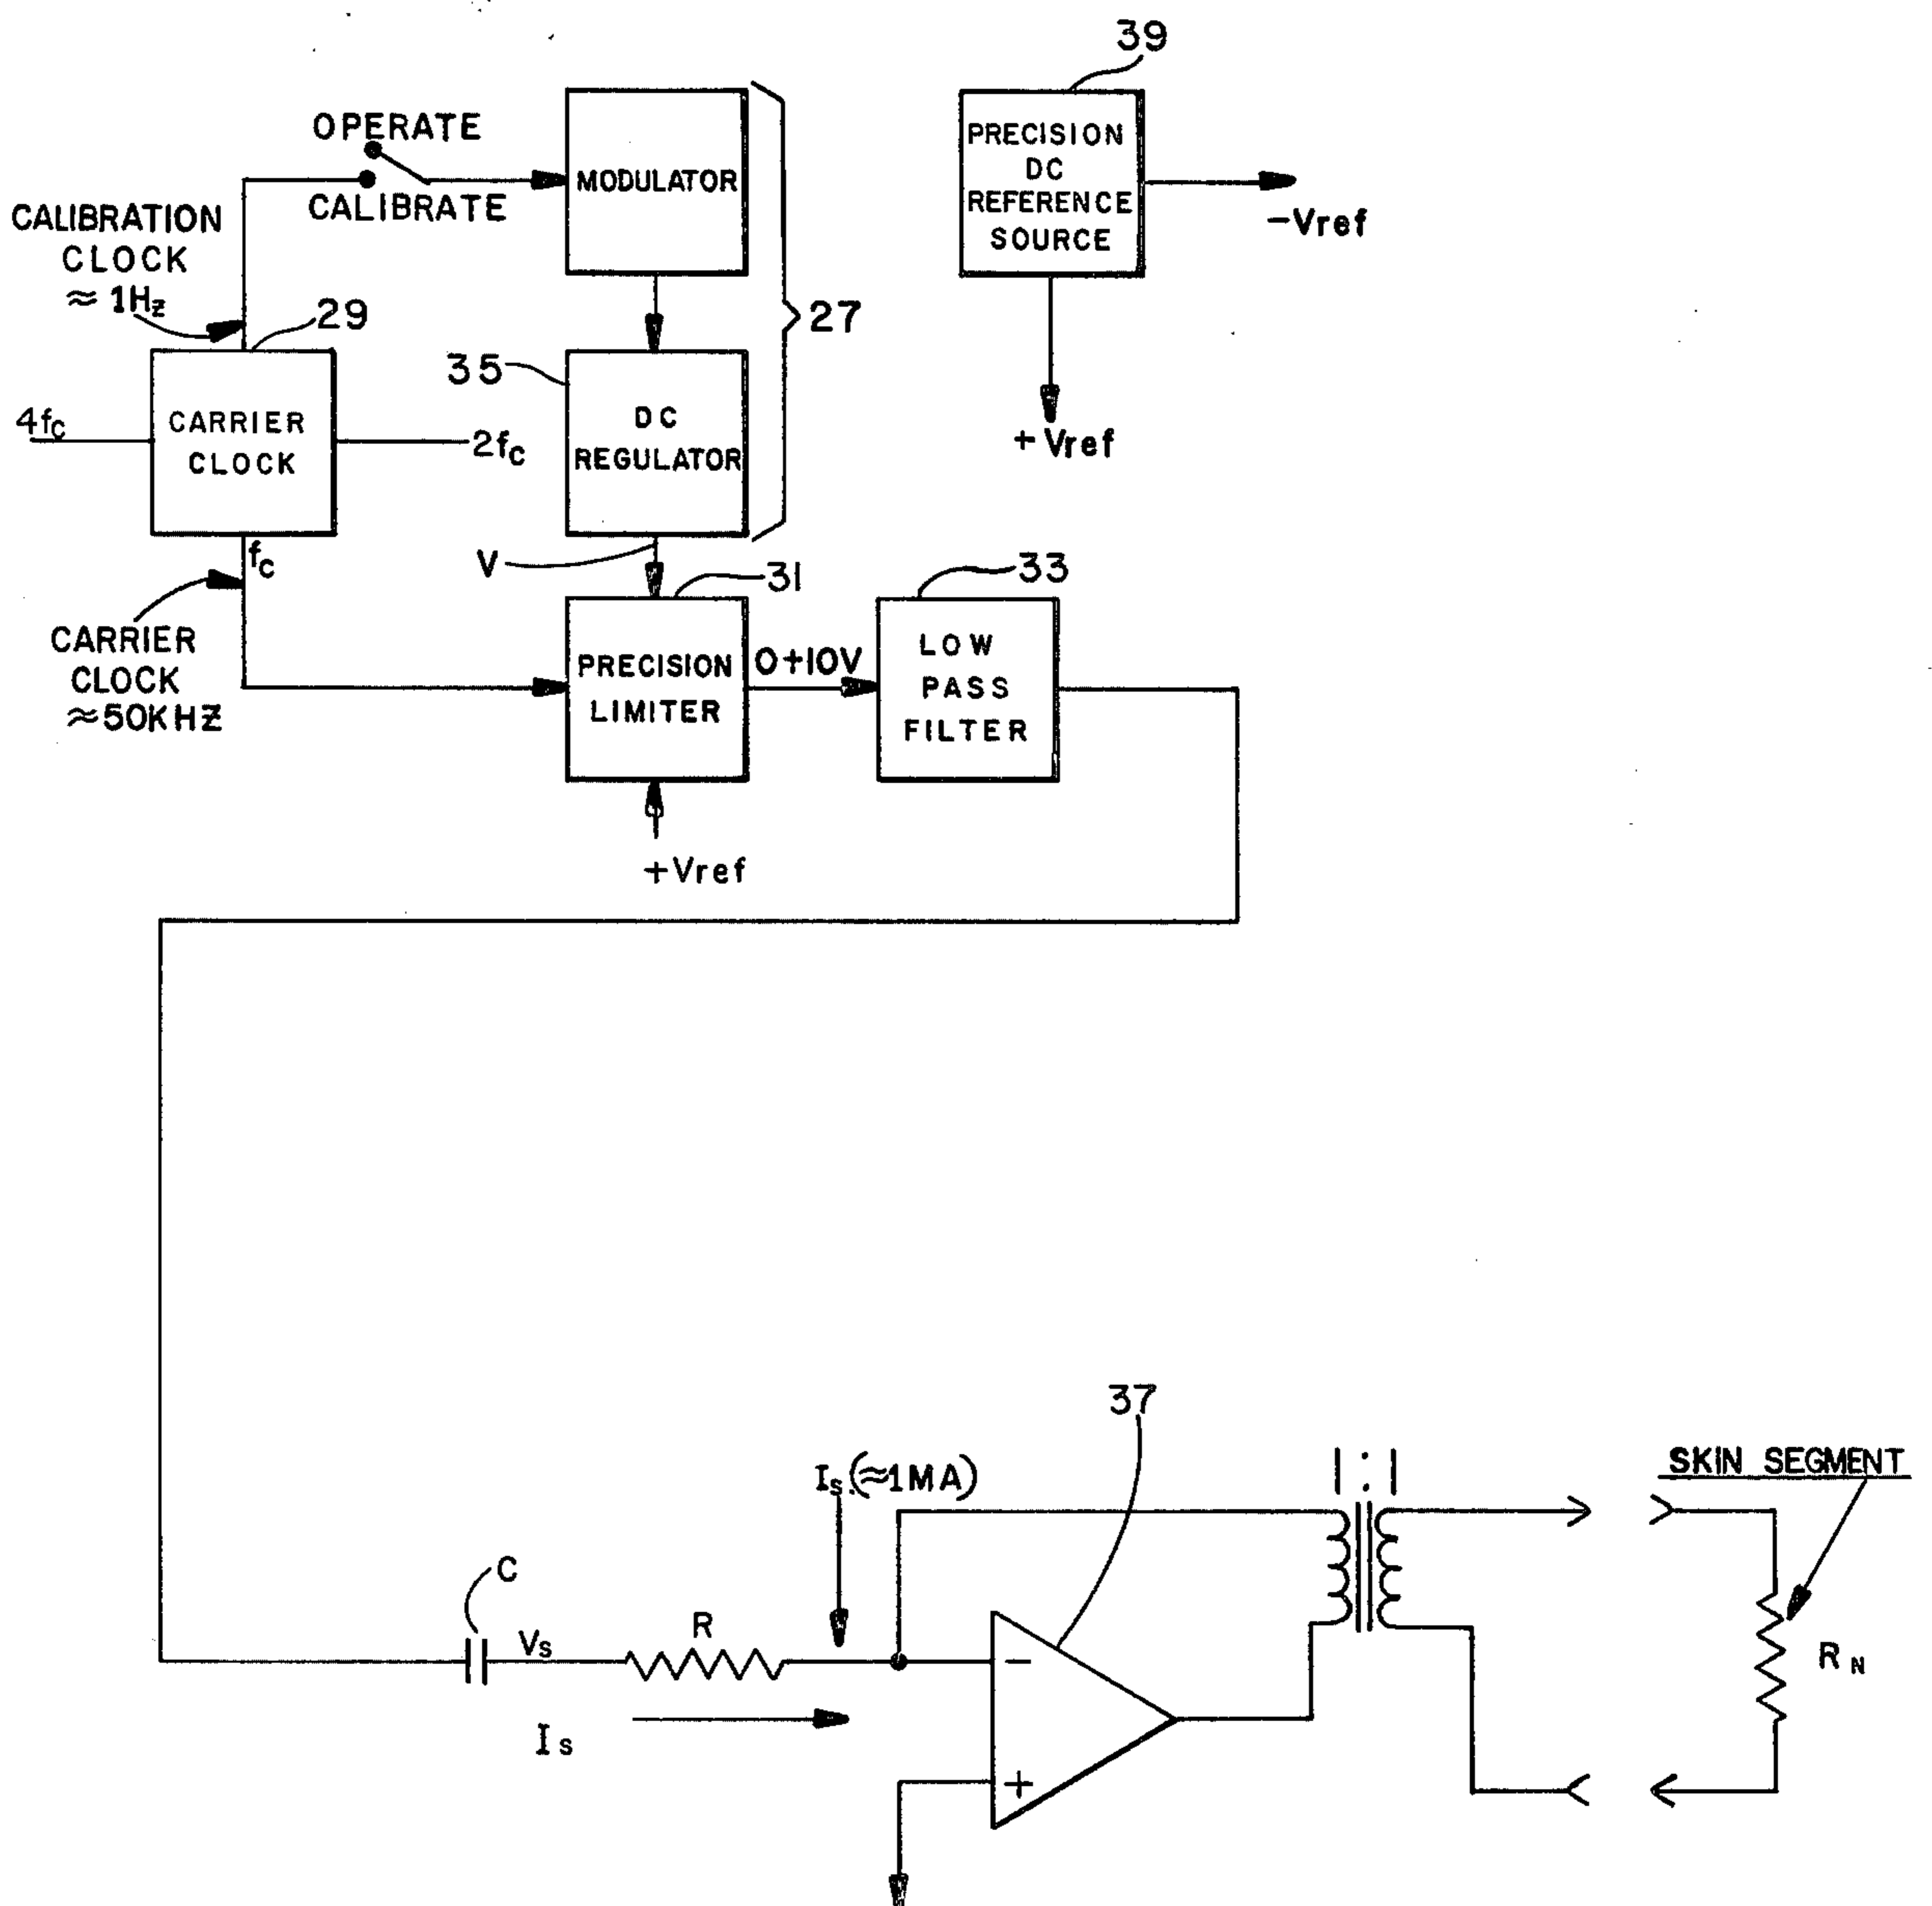 39
OPERATE
CALIBRATE
MODULATOR
PRECISION
DC
REFERENCE
SOURCE
-Vref
+Vref
CALIBRATION
CLOCK
≈ 1Hz
29
27
35
4fc
CARRIER
CLOCK
2fc
DC
REGULATOR
fc
V
31
33
CARRIER
CLOCK
≈50KHZ
PRECISION
LIMITER
0+10V
LOW
PASS
FILTER
+Vref
37
Is.(≈1MA)
1:1
SKIN SEGMENT
C
Vs
R
-
RN
Is
+